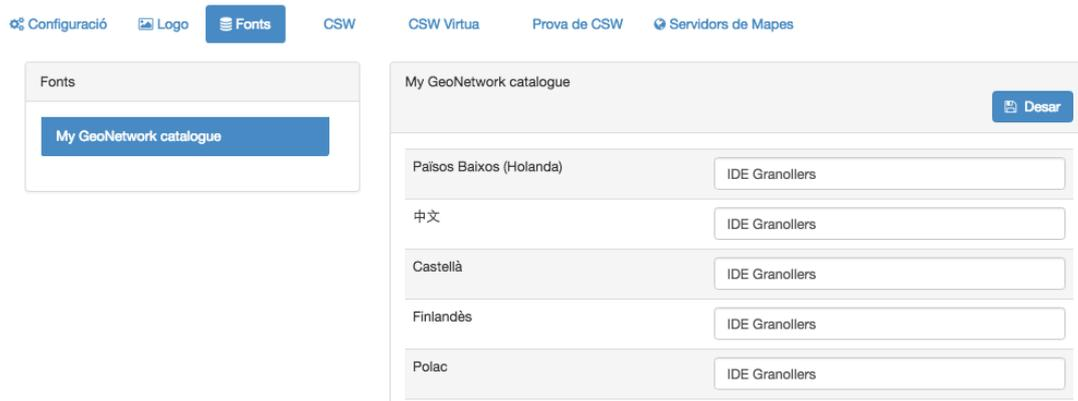 Configuració Logo Fonts CSW CSW Virtua Prova de CSW Servidors de Mapes
Fonts
My GeoNetwork catalogue
My GeoNetwork catalogue
Desar
Països Baixos (Holanda) IDE Granollers
中文 IDE Granollers
Castellà IDE Granollers
Finlandès IDE Granollers
Polac IDE Granollers